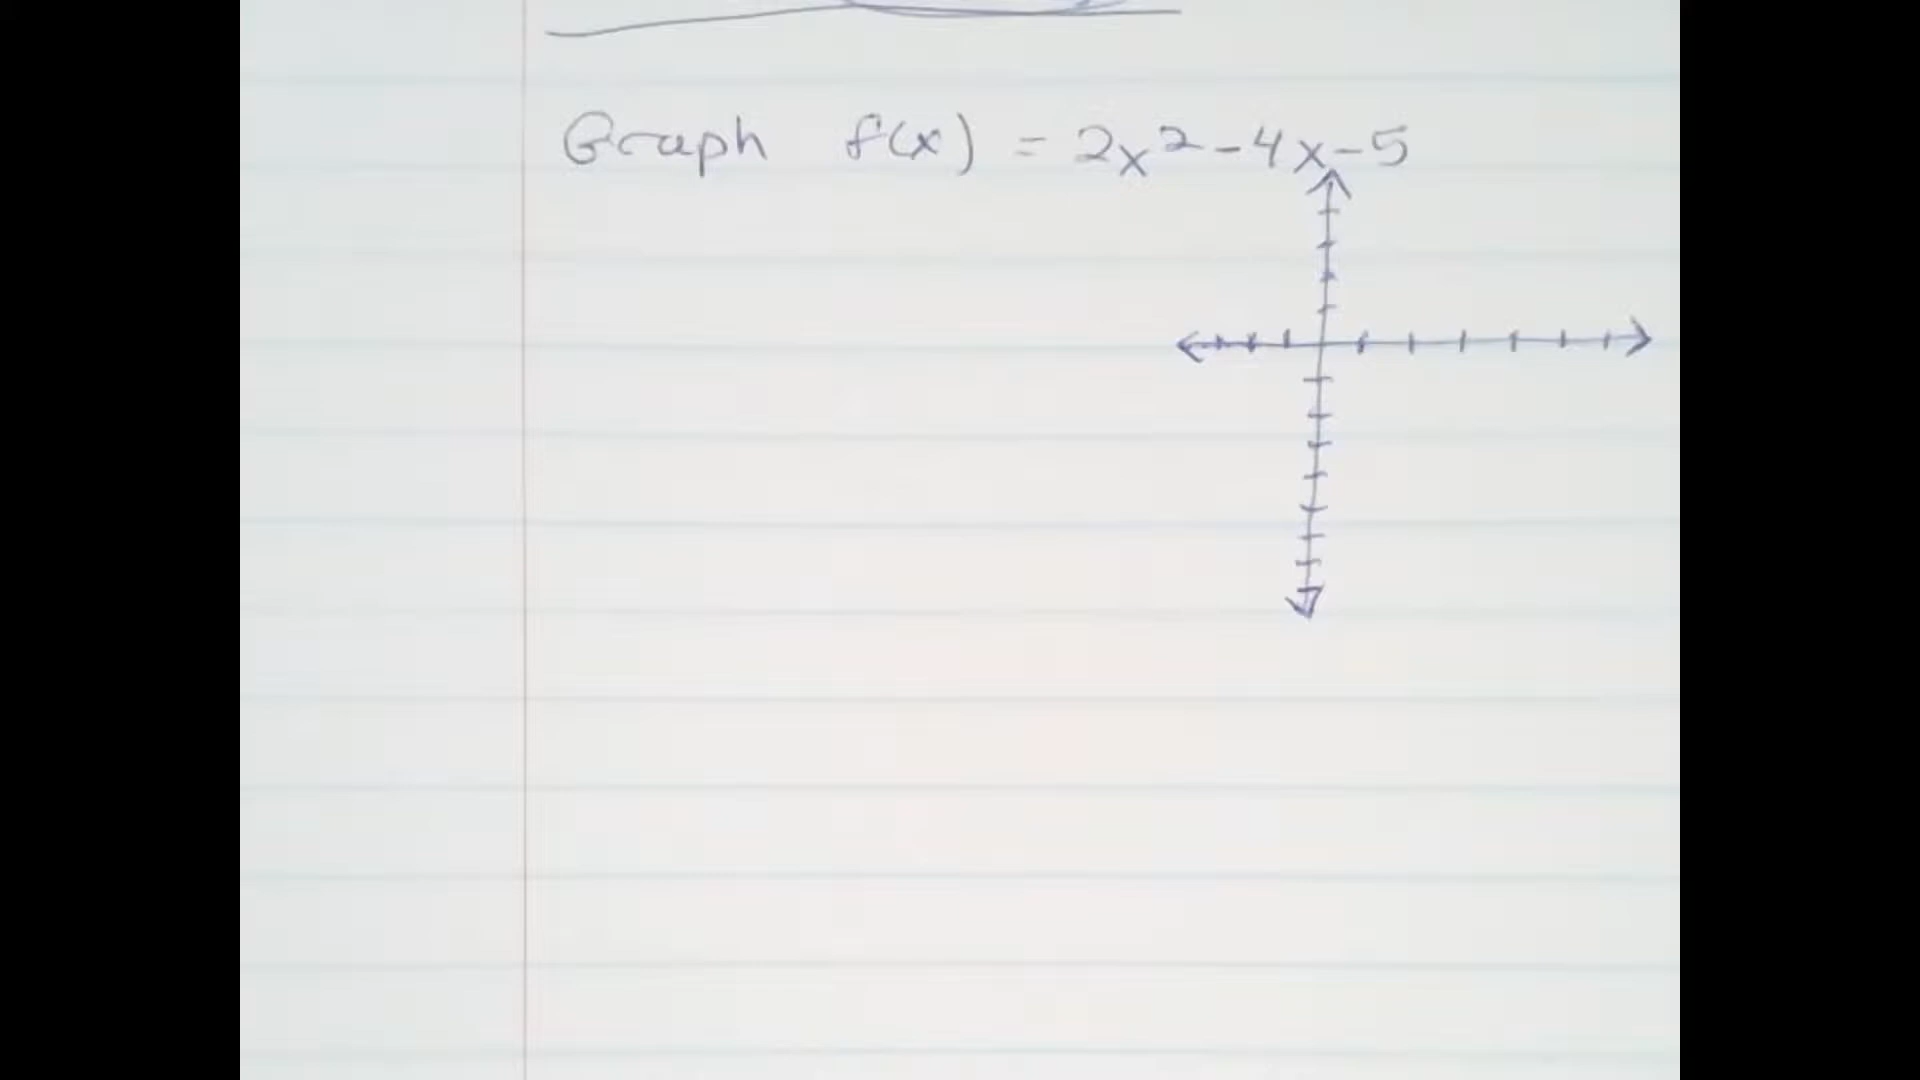 Graph f(x) = 2x² - 4x - 5